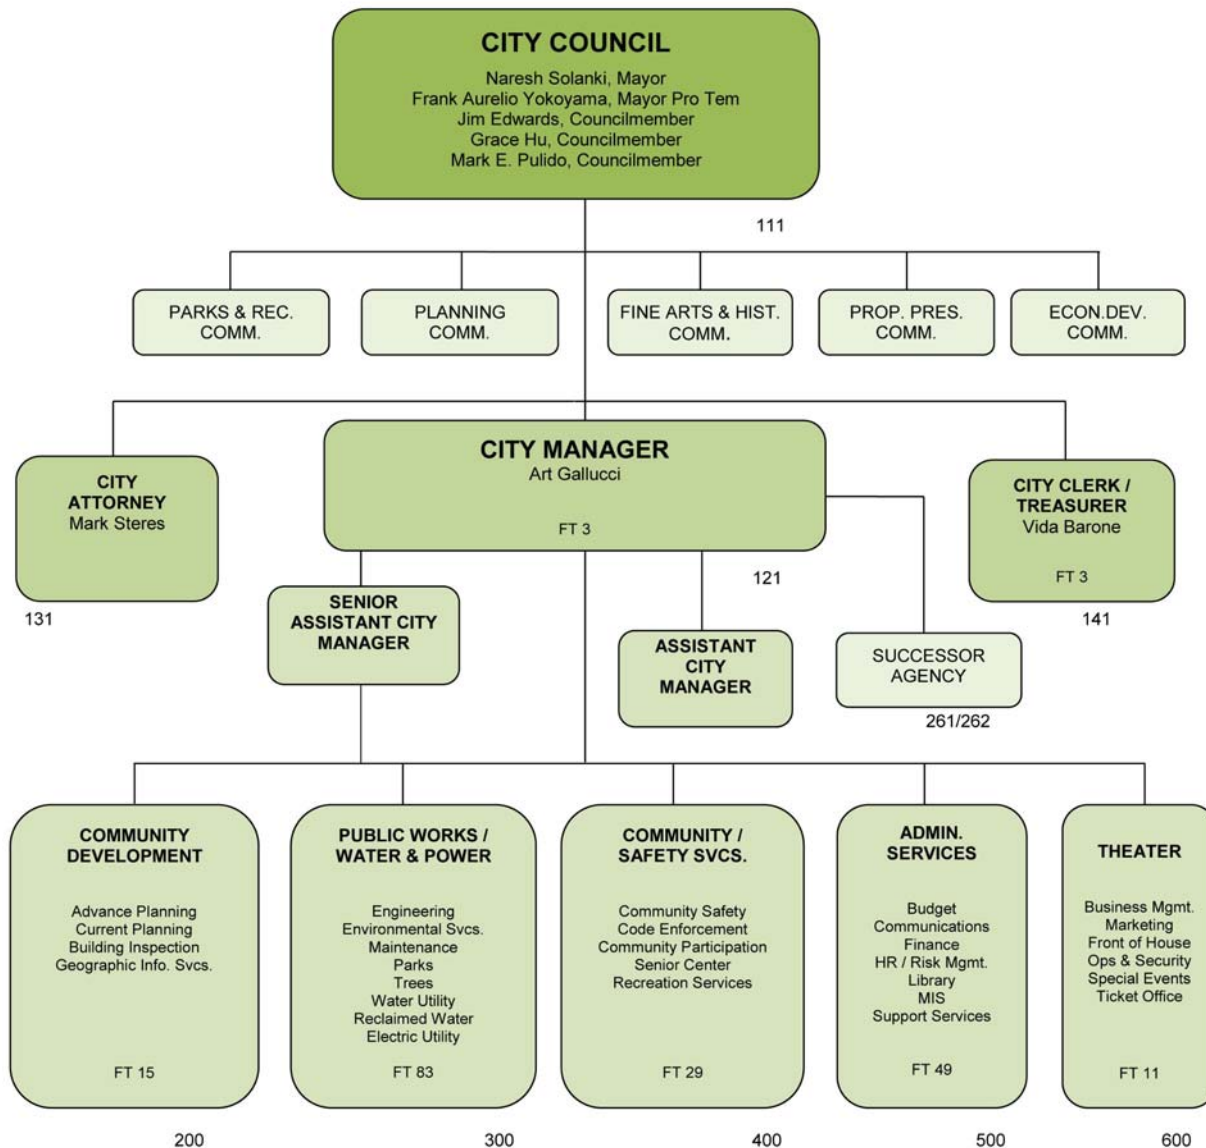 CITY COUNCIL
Naresh Solanki, Mayor
Frank Aurelio Yokoyama, Mayor Pro Tem
Jim Edwards, Councilmember
Grace Hu, Councilmember
Mark E. Pulido, Councilmember
111
PARKS & REC.
COMM.
PLANNING
COMM.
FINE ARTS & HIST.
COMM.
PROP. PRES.
COMM.
ECON.DEV.
COMM.
CITY MANAGER
Art Gallucci
FT 3
CITY
ATTORNEY
Mark Steres
131
CITY CLERK /
TREASURER
Vida Barone
FT 3
141
121
SENIOR
ASSISTANT CITY
MANAGER
ASSISTANT
CITY
MANAGER
SUCCESSOR
AGENCY
261/262
COMMUNITY
DEVELOPMENT
Advance Planning
Current Planning
Building Inspection
Geographic Info. Svcs.
FT 15
200
PUBLIC WORKS /
WATER & POWER
Engineering
Environmental Svcs.
Maintenance
Parks
Trees
Water Utility
Reclaimed Water
Electric Utility
FT 83
300
COMMUNITY /
SAFETY SVCS.
Community Safety
Code Enforcement
Community Participation
Senior Center
Recreation Services
FT 29
400
ADMIN.
SERVICES
Budget
Communications
Finance
HR / Risk Mgmt.
Library
MIS
Support Services
FT 49
500
THEATER
Business Mgmt.
Marketing
Front of House
Ops & Security
Special Events
Ticket Office
FT 11
600